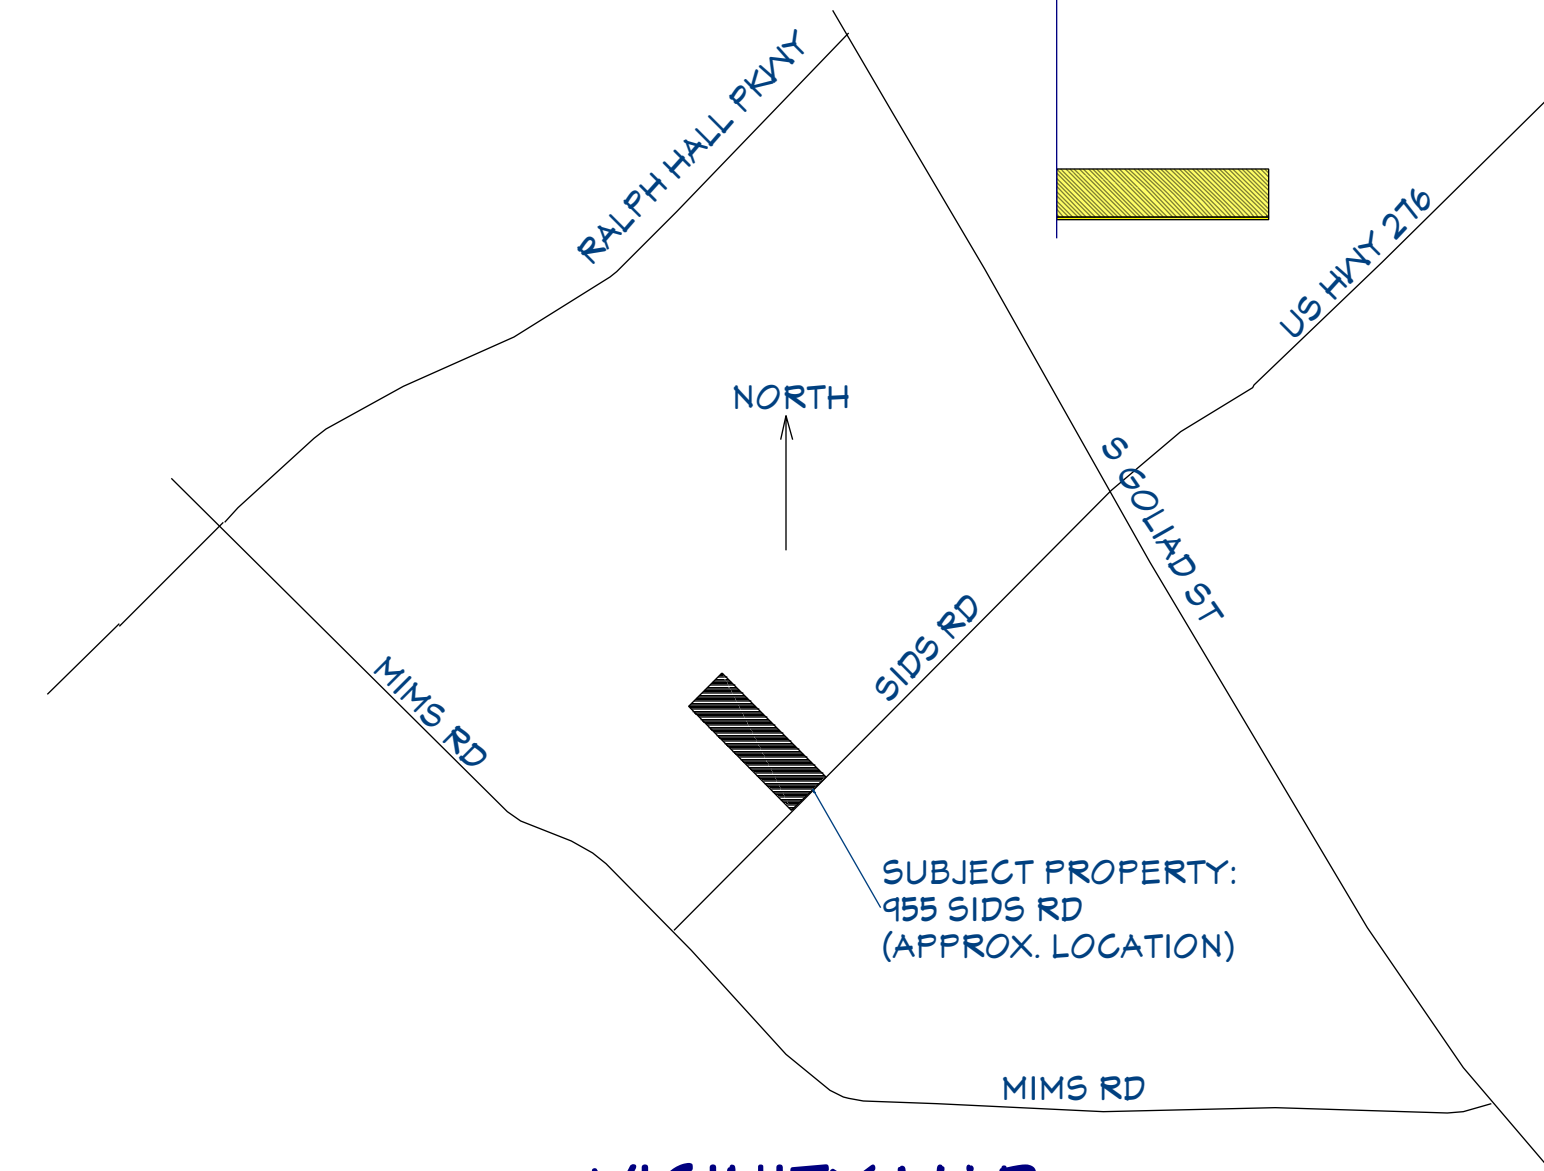 RALPH HALL PKWY
US HWY 276
NORTH
S GOLIAD ST
SIDS RD
MIMS RD
SUBJECT PROPERTY:
955 SIDS RD
(APPROX. LOCATION)
MIMS RD